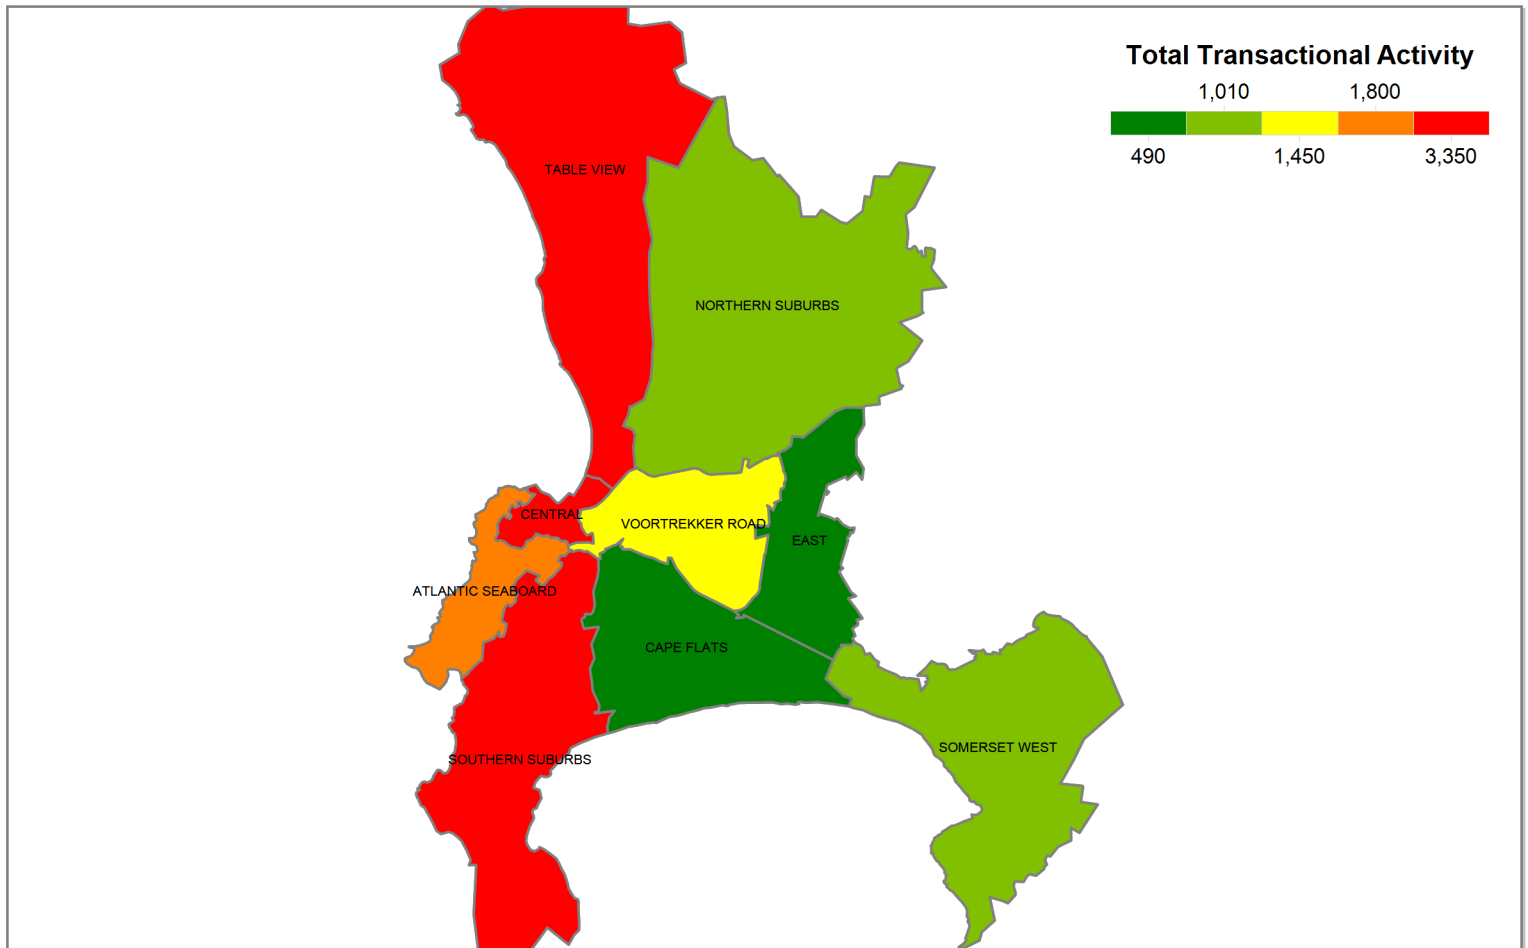 Total Transactional Activity
1,010 1,800
490 1,450 3,350
TABLE VIEW
NORTHERN SUBURBS
CENTRAL
VOORTREKKER ROAD
EAST
ATLANTIC SEABOARD
CAPE FLATS
SOMERSET WEST
SOUTHERN SUBURBS